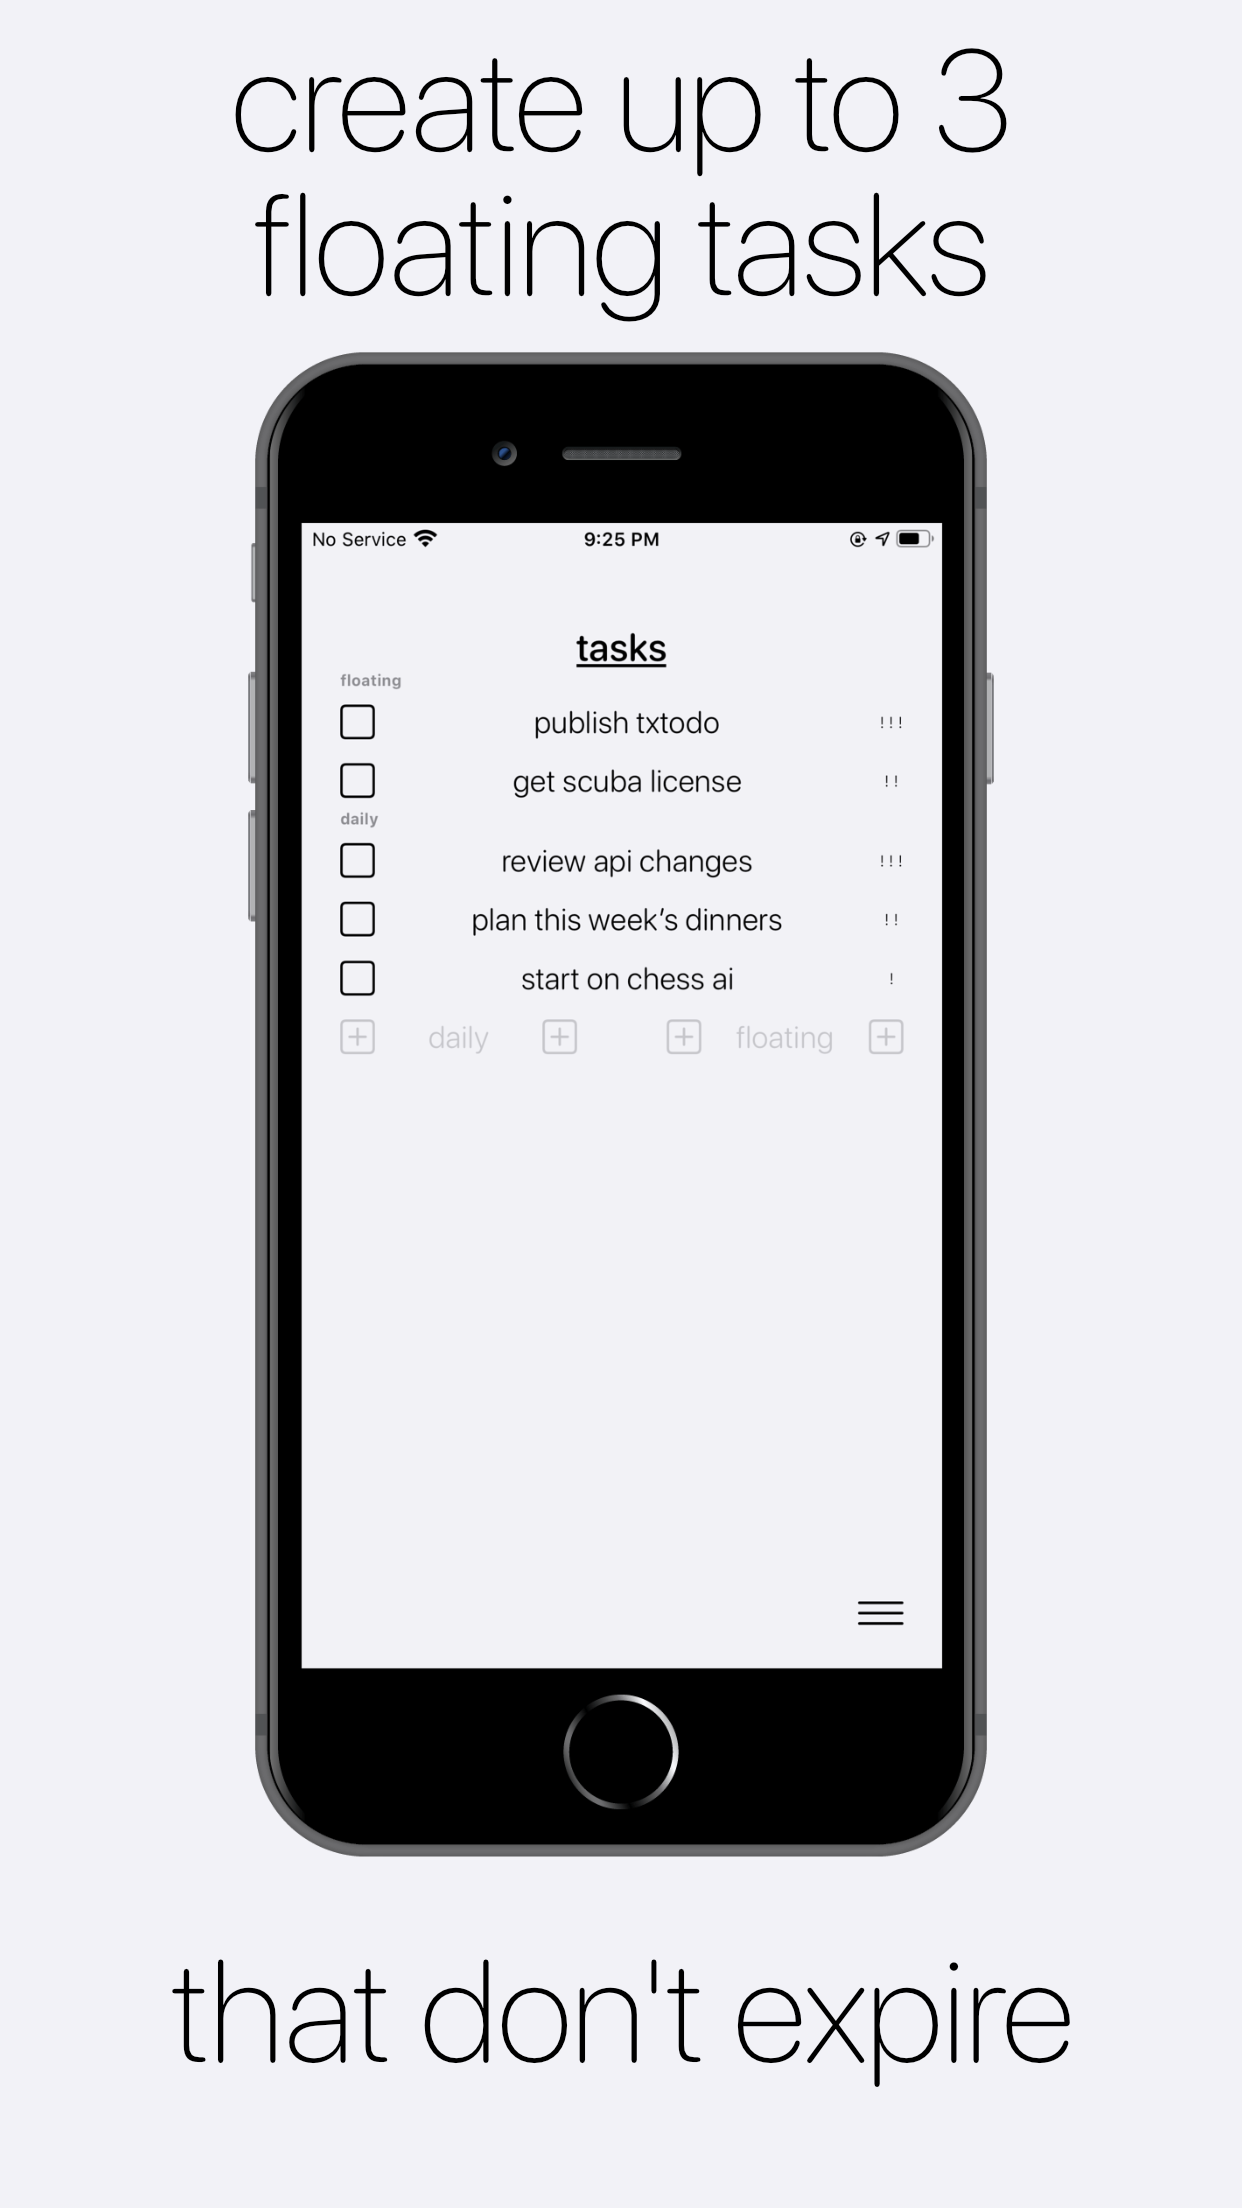 create up to 3
floating tasks
No Service 9:25 PM
tasks
floating
publish txtodo !!!
get scuba license !!
daily
review api changes !!!
plan this week’s dinners !!
start on chess ai !
daily floating
that don't expire